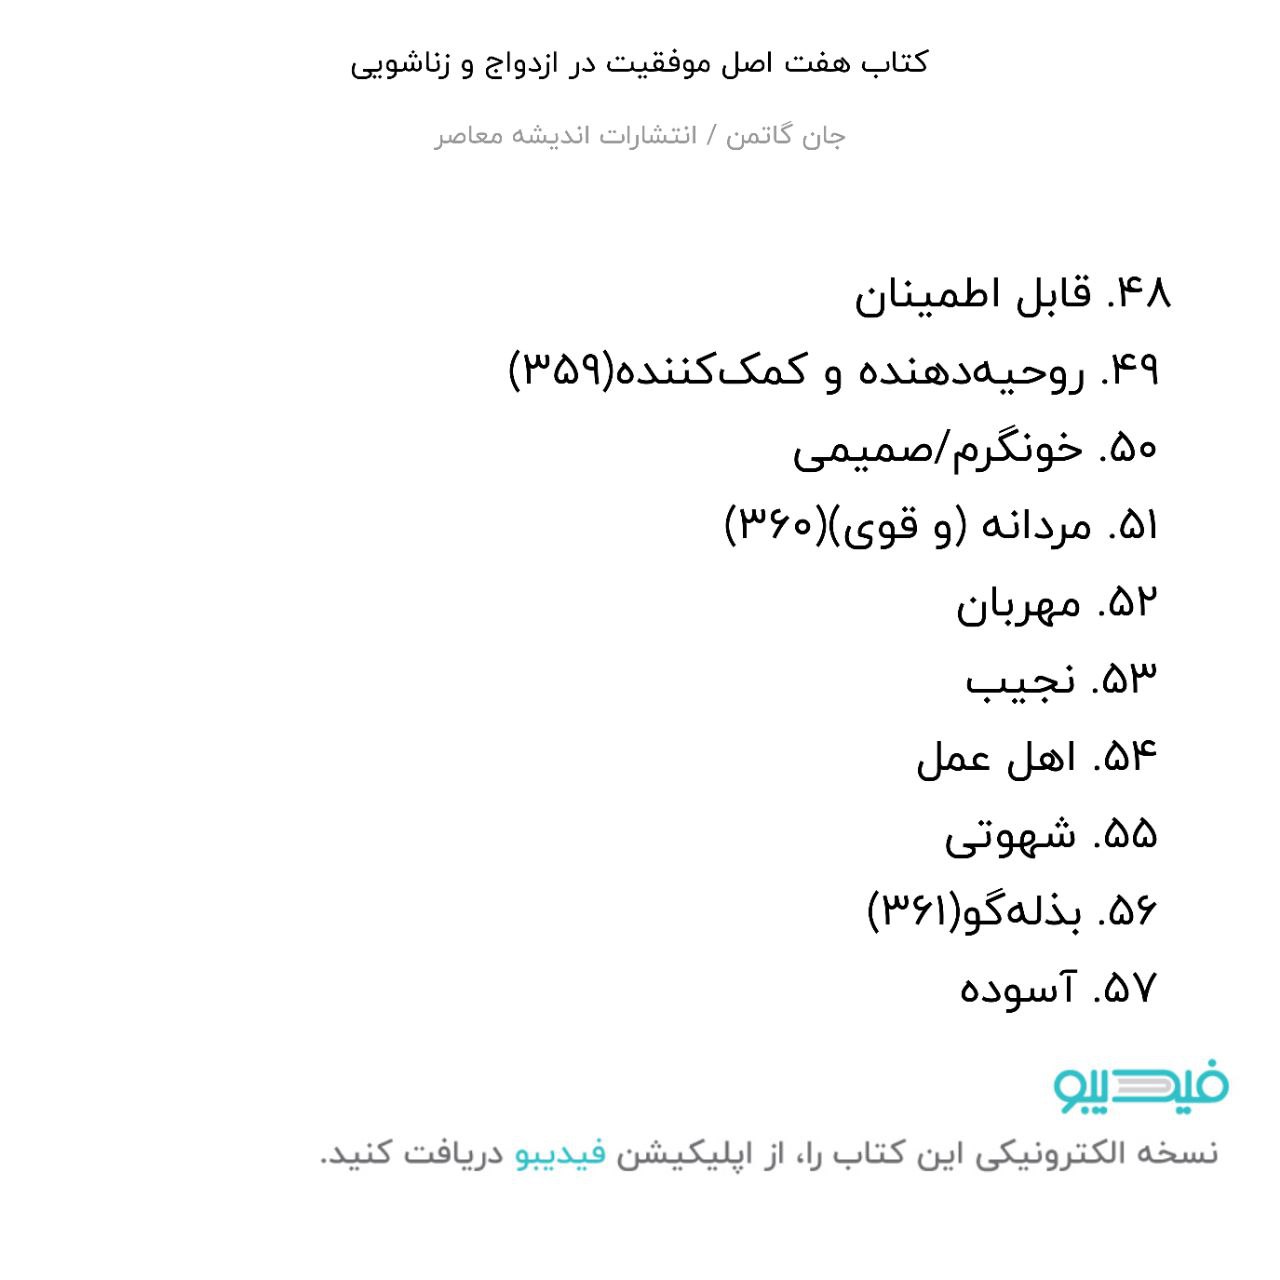 کتاب هفت اصل موفقیت در ازدواج و زناشویی
جان گاتمن / انتشارات اندیشه معاصر
۴۸. قابل اطمینان
۴۹. روحیه‌دهنده و کمک‌کننده(۳۵۹)
۵۰. خونگرم/صمیمی
۵۱. مردانه (و قوی)(۳۶۰)
۵۲. مهربان
۵۳. نجیب
۵۴. اهل عمل
۵۵. شهوتی
۵۶. بذله‌گو(۳۶۱)
۵۷. آسوده
فیدیبو
نسخه الکترونیکی این کتاب را، از اپلیکیشن فیدیبو دریافت کنید.